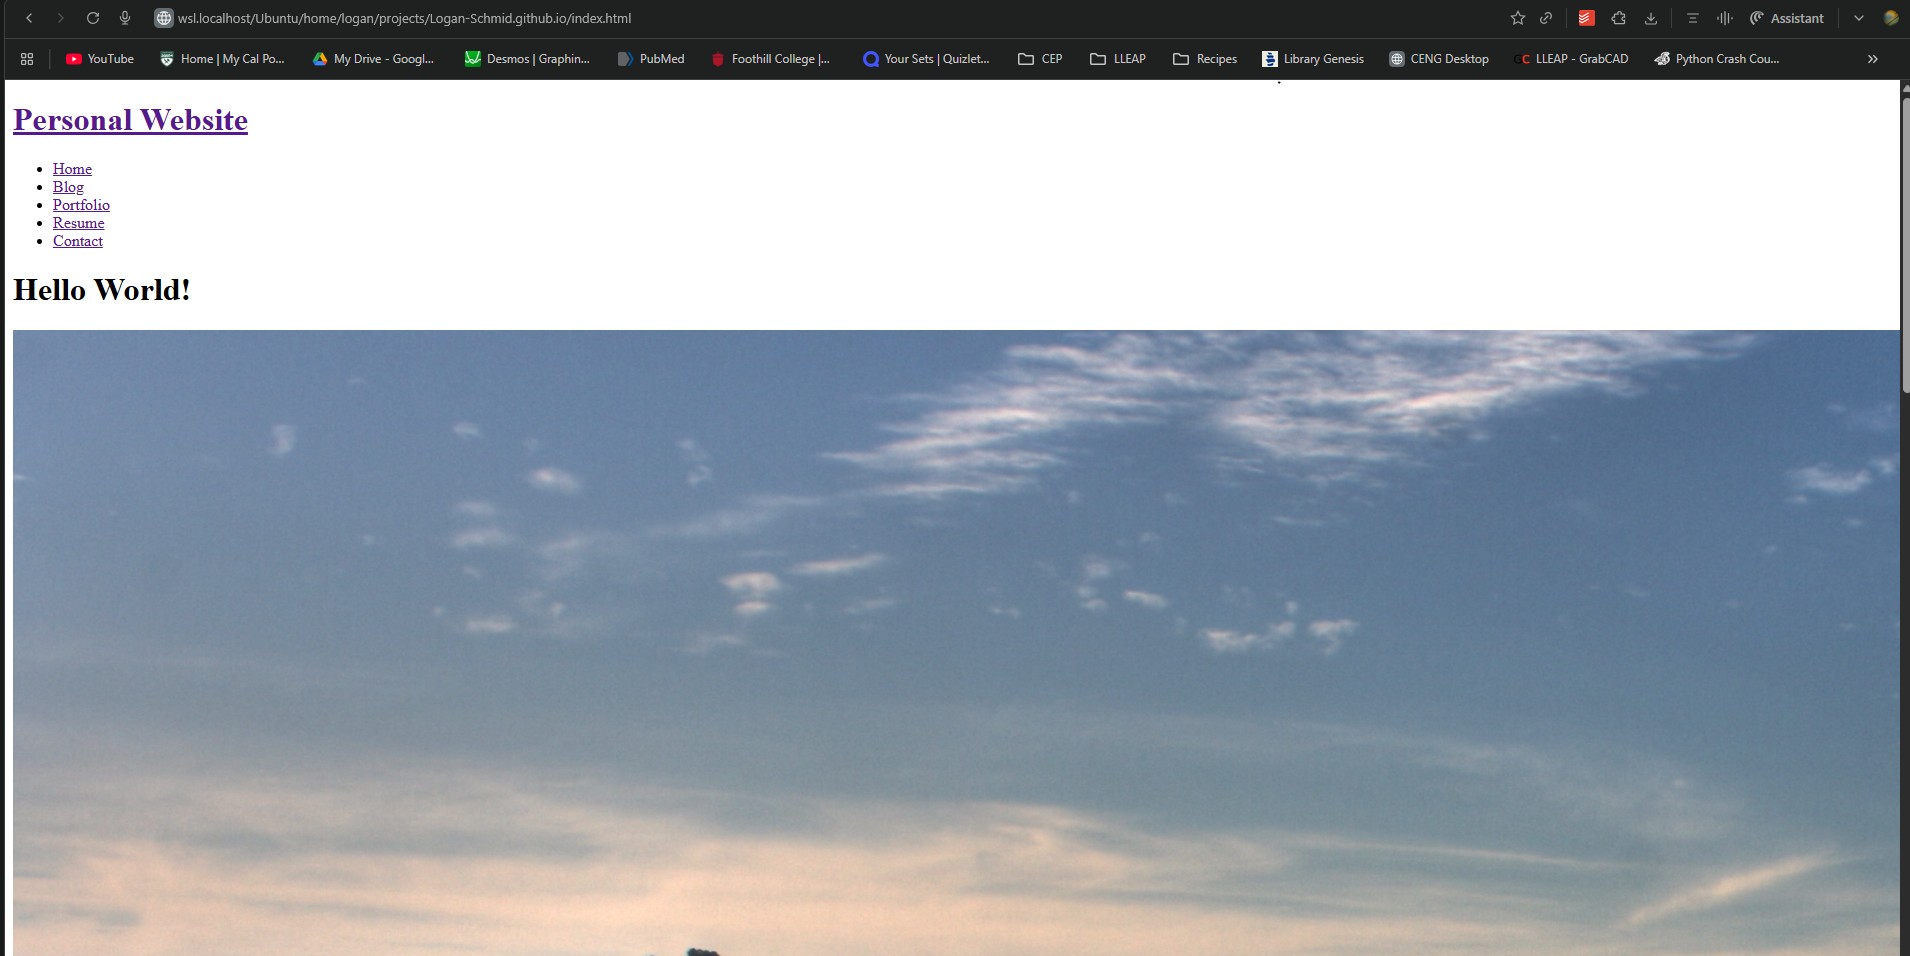 wsl.localhost/Ubuntu/home/logan/projects/Logan-Schmid.github.io/index.html
Assistant
YouTube Home | My Cal Po... My Drive - Googl... Desmos | Graphin... PubMed Foothill College |... Your Sets | Quizlet... CEP LLEAP Recipes Library Genesis CENG Desktop LLEAP - GrabCAD Python Crash Cou...
Personal Website
Home
Blog
Portfolio
Resume
Contact
Hello World!